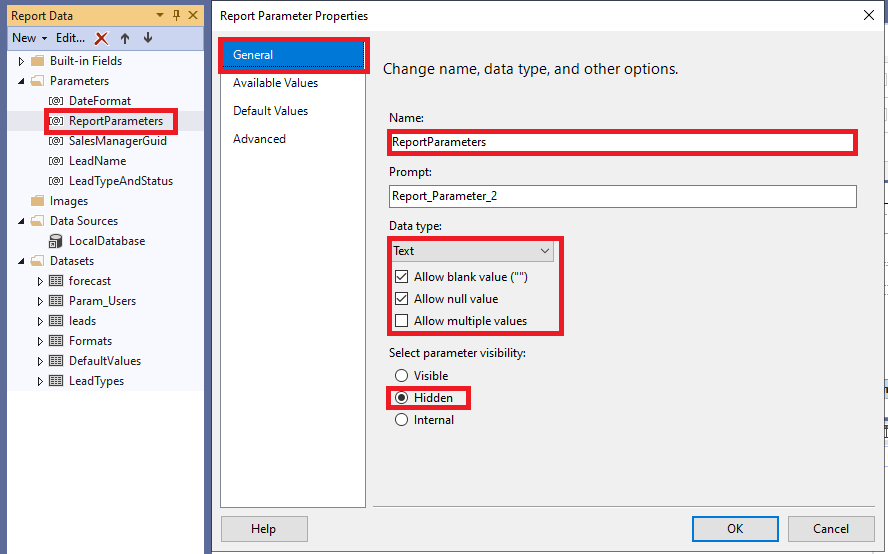 Report Data
New
Edit...
Built-in Fields
Parameters
DateFormat
ReportParameters
SalesManagerGuid
LeadName
LeadTypeAndStatus
Images
Data Sources
LocalDatabase
Datasets
forecast
Param_Users
leads
Formats
DefaultValues
LeadTypes
Report Parameter Properties
General
Available Values
Default Values
Advanced
Change name, data type, and other options.
Name:
ReportParameters
Prompt:
Report_Parameter_2
Data type:
Text
Allow blank value ("")
Allow null value
Allow multiple values
Select parameter visibility:
Visible
Hidden
Internal
Help
OK
Cancel